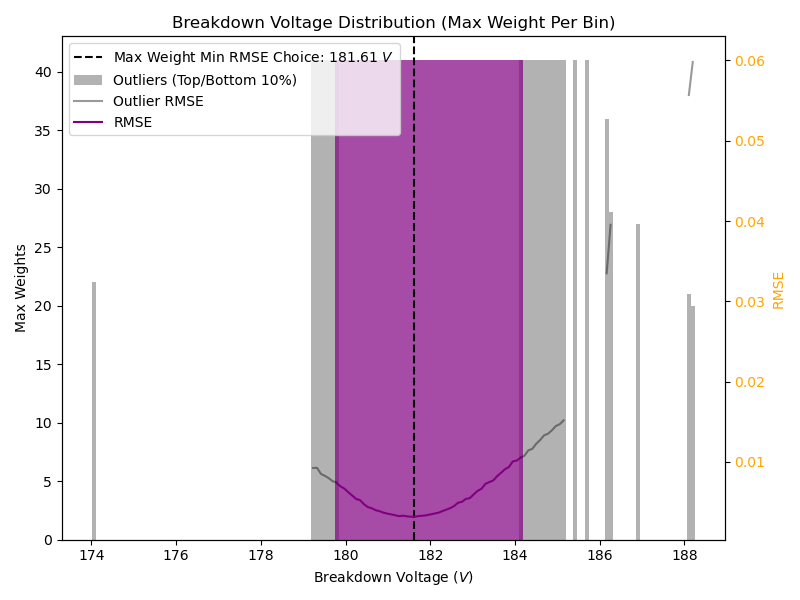 Breakdown Voltage Distribution (Max Weight Per Bin)
Max Weight Min RMSE Choice: 181.61 V
Outliers (Top/Bottom 10%)
Outlier RMSE
RMSE
Max Weights
40
35
30
25
20
15
10
5
0
174
176
178
180
182
184
186
188
Breakdown Voltage (V)
0.06
0.05
0.04
0.03
0.02
0.01
RMSE